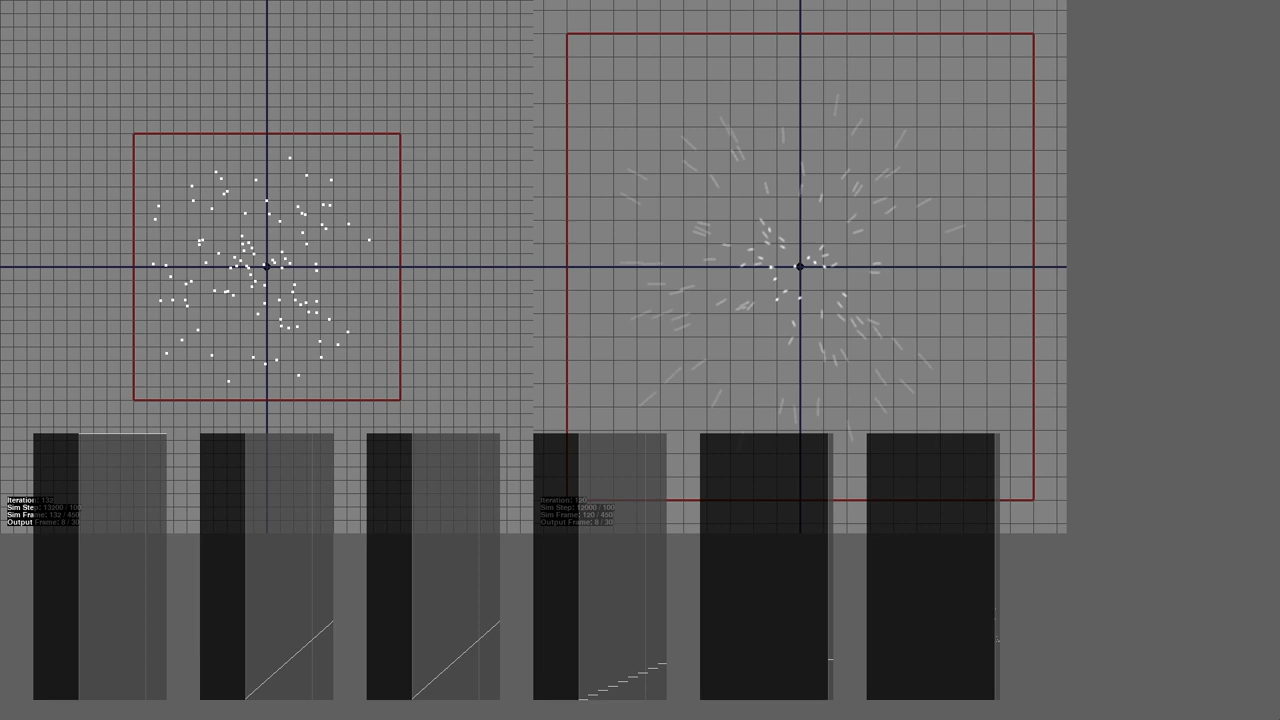 Iteration: 132
Sim Step: 13200 / 100
Sim Frame: 132 / 450
Output Frame: 8 / 30
Iteration: 120
Sim Step: 12000 / 100
Sim Frame: 120 / 450
Output Frame: 8 / 30